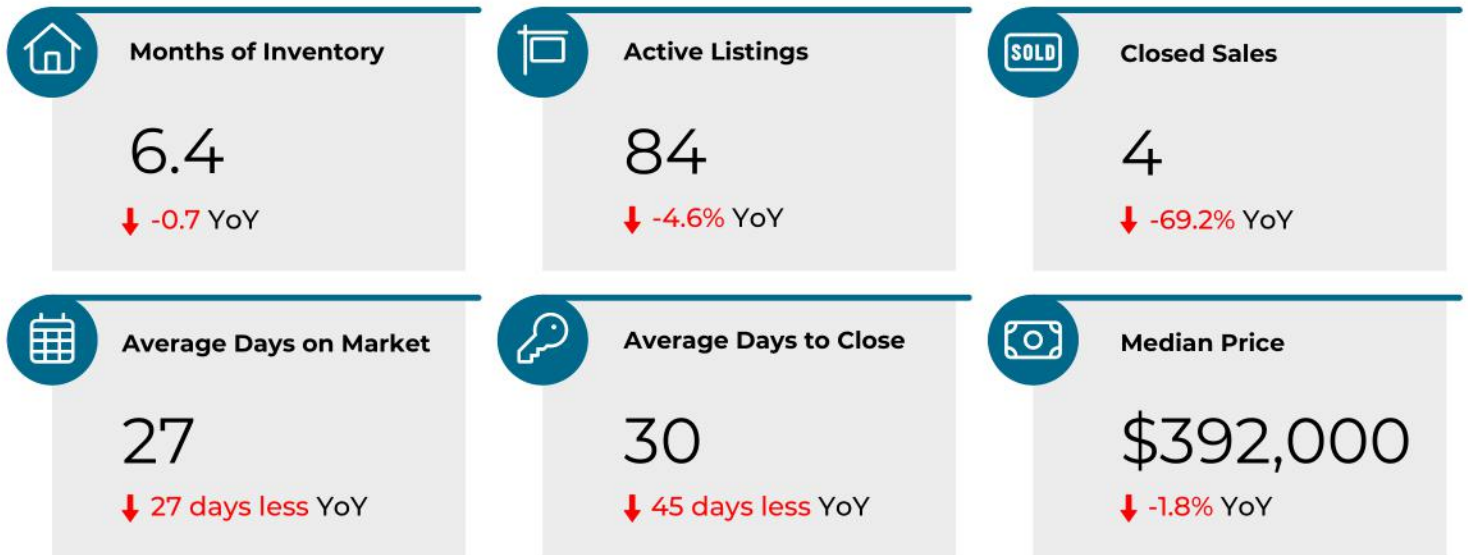 Months of Inventory
6.4
-0.7 YoY
Active Listings
84
-4.6% YoY
SOLD
Closed Sales
4
-69.2% YoY
Average Days on Market
27
27 days less YoY
Average Days to Close
30
45 days less YoY
Median Price
$392,000
-1.8% YoY